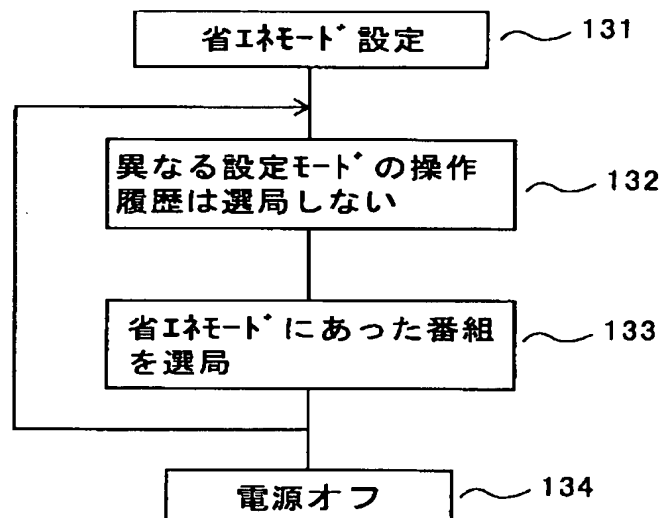 省ｴﾈﾓｰﾄﾞ設定
131
異なる設定ﾓｰﾄﾞの操作
履歴は選局しない
132
省ｴﾈﾓｰﾄﾞにあった番組
を選局
133
電源オフ
134